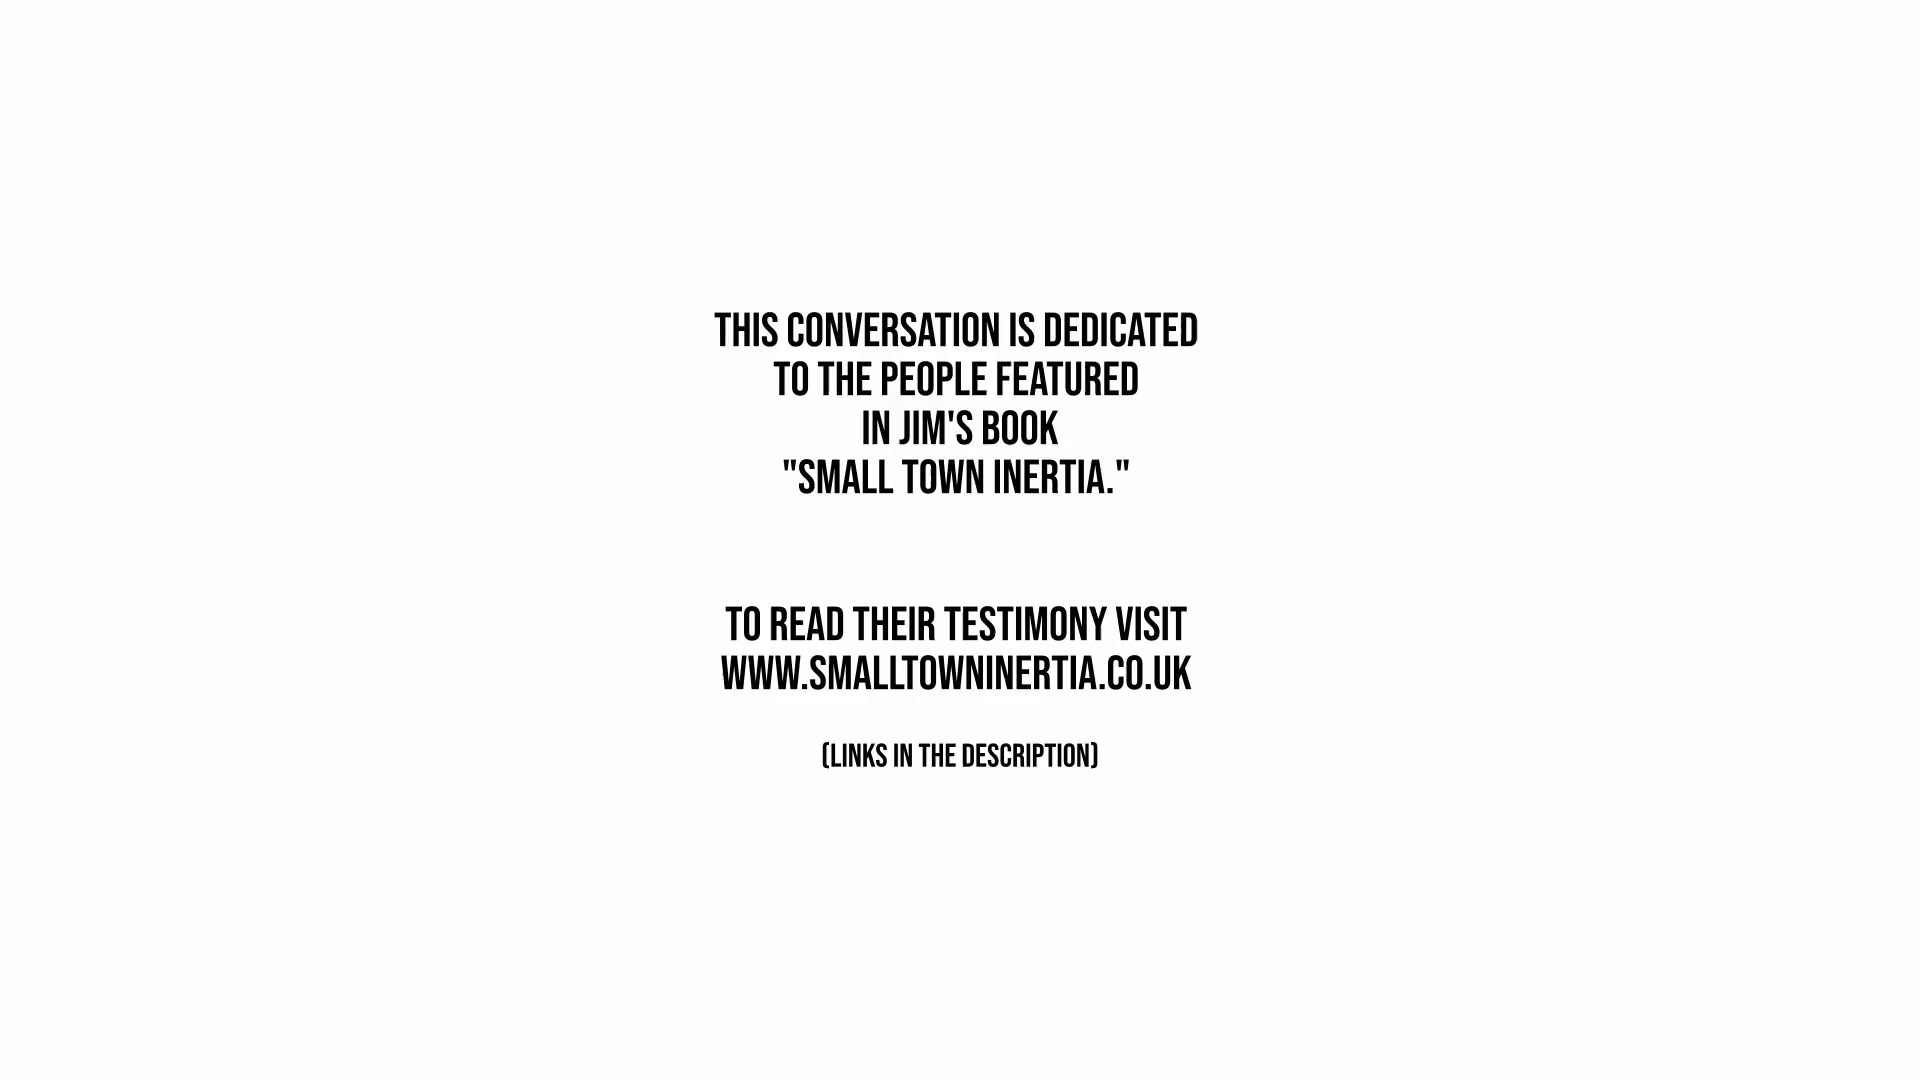 THIS CONVERSATION IS DEDICATED
TO THE PEOPLE FEATURED
IN JIM'S BOOK
"SMALL TOWN INERTIA."
TO READ THEIR TESTIMONY VISIT
WWW.SMALLTOWNINERTIA.CO.UK
(LINKS IN THE DESCRIPTION)